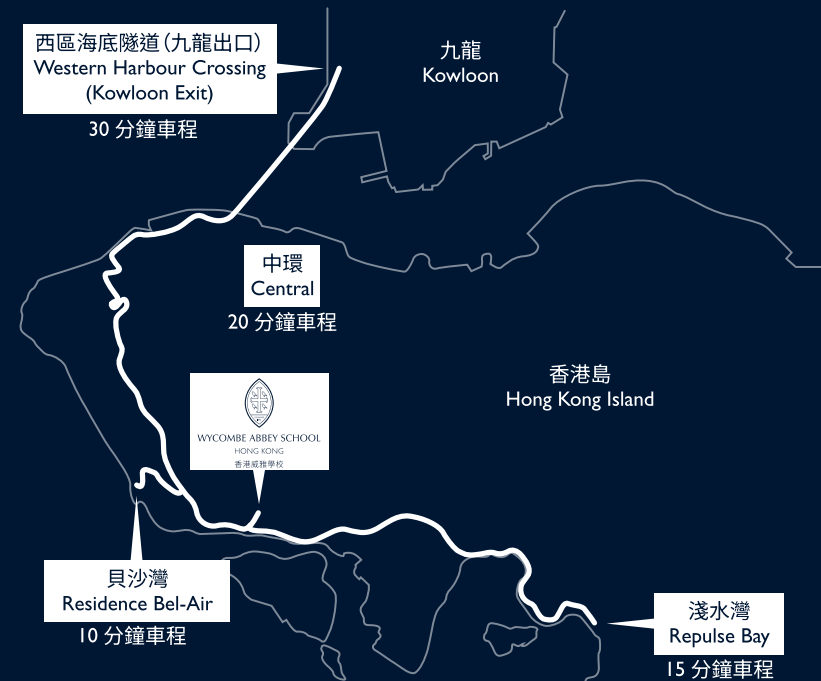 西區海底隧道(九龍出口)
Western Harbour Crossing
(Kowloon Exit)
30 分鐘車程
九龍
Kowloon
中環
Central
20 分鐘車程
香港島
Hong Kong Island
WYCOMBE ABBEY SCHOOL
HONG KONG
香港威雅學校
貝沙灣
Residence Bel-Air
10 分鐘車程
淺水灣
Repulse Bay
15 分鐘車程